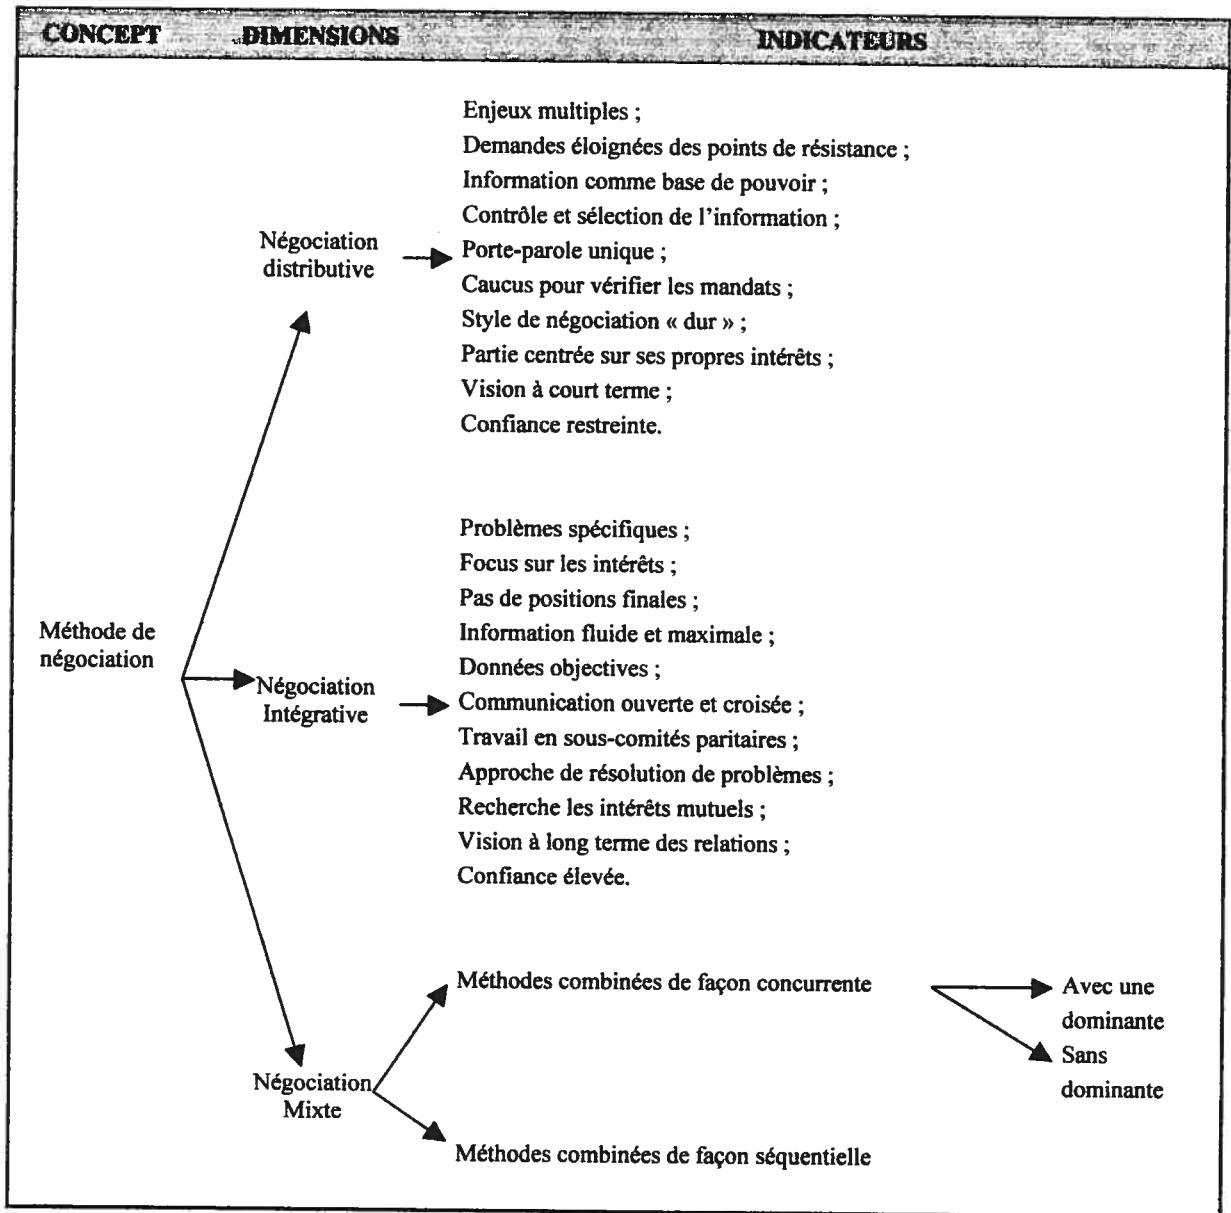 CONCEPT DIMENSIONS INDICATEURS
Enjeux multiples ;
Demandes éloignées des points de résistance ;
Information comme base de pouvoir ;
Contrôle et sélection de l'information ;
Négociation
distributive
Porte-parole unique ;
Caucus pour vérifier les mandats ;
Style de négociation « dur » ;
Partie centrée sur ses propres intérêts ;
Vision à court terme ;
Confiance restreinte.
Problèmes spécifiques ;
Focus sur les intérêts ;
Pas de positions finales ;
Information fluide et maximale ;
Méthode de
négociation
Données objectives ;
Négociation
Intégrative
Communication ouverte et croisée ;
Travail en sous-comités paritaires ;
Approche de résolution de problèmes ;
Recherche les intérêts mutuels ;
Vision à long terme des relations ;
Confiance élevée.
Méthodes combinées de façon concurrente
Avec une
dominante
Sans
dominante
Négociation
Mixte
Méthodes combinées de façon séquentielle